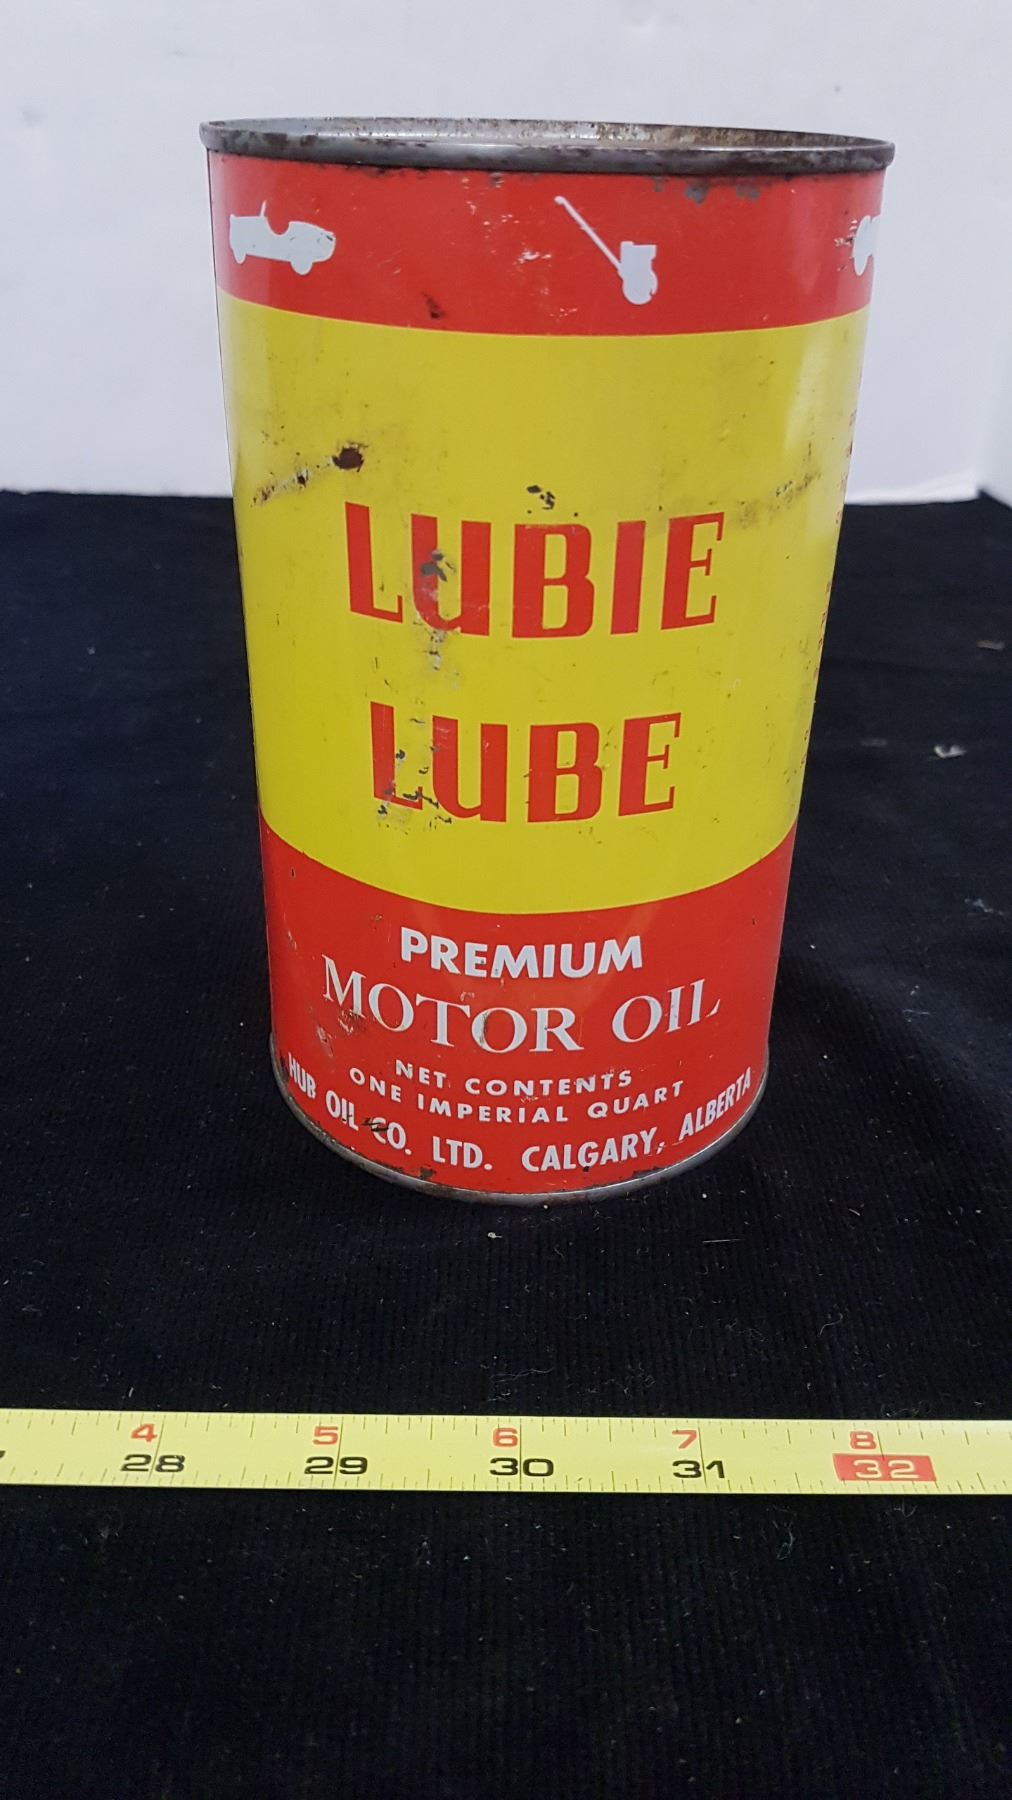 LUBIE
LUBE
PREMIUM
MOTOR OIL
NET CONTENTS
ONE IMPERIAL QUART
HUB OIL CO. LTD. CALGARY, ALBERTA
4 5 6 7 8
28 29 30 31 32